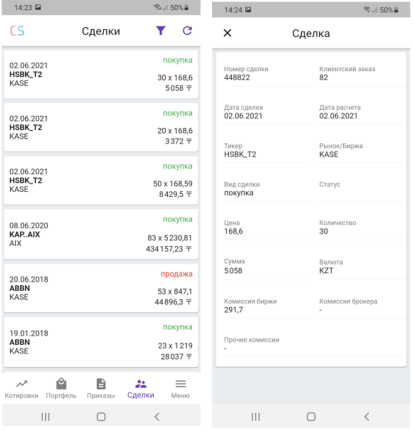 14:23
50%
CS
Сделки
02.06.2021
HSBK_T2
KASE
покупка
30 x 168,6
5 058 ₸
02.06.2021
HSBK_T2
KASE
покупка
20 x 168,6
3 372 ₸
02.06.2021
HSBK_T2
KASE
покупка
50 x 168,59
8 429,5 ₸
08.06.2020
KAP..AIX
AIX
покупка
83 x 5 230,81
434 157,23 ₸
20.06.2018
ABBN
KASE
продажа
53 x 847,1
44 896,3 ₸
19.01.2018
ABBN
KASE
покупка
23 x 1 219
28 037 ₸
Котировки Портфель Приказы Сделки Меню
14:24
50%
Сделка
Номер сделки Клиентский заказ
448822 82
Дата сделки Дата расчета
02.06.2021 02.06.2021
Тикер Рынок/Биржа
HSBK_T2 KASE
Вид сделки Статус
покупка
Цена Количество
168,6 30
Сумма Валюта
5 058 KZT
Комиссия биржи Комиссия брокера
291,7 -
Прочие комиссии
-